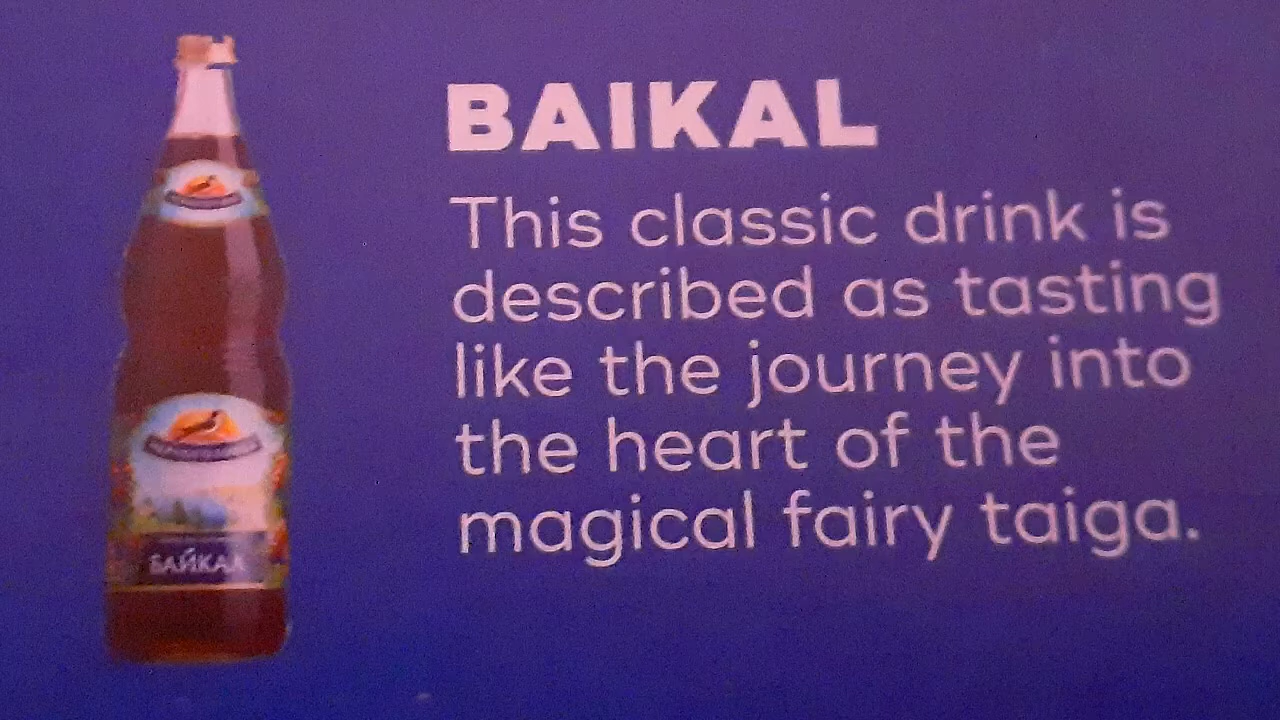 BAIKAL
This classic drink is
described as tasting
like the journey into
the heart of the
magical fairy taiga.
БАЙКАЛ